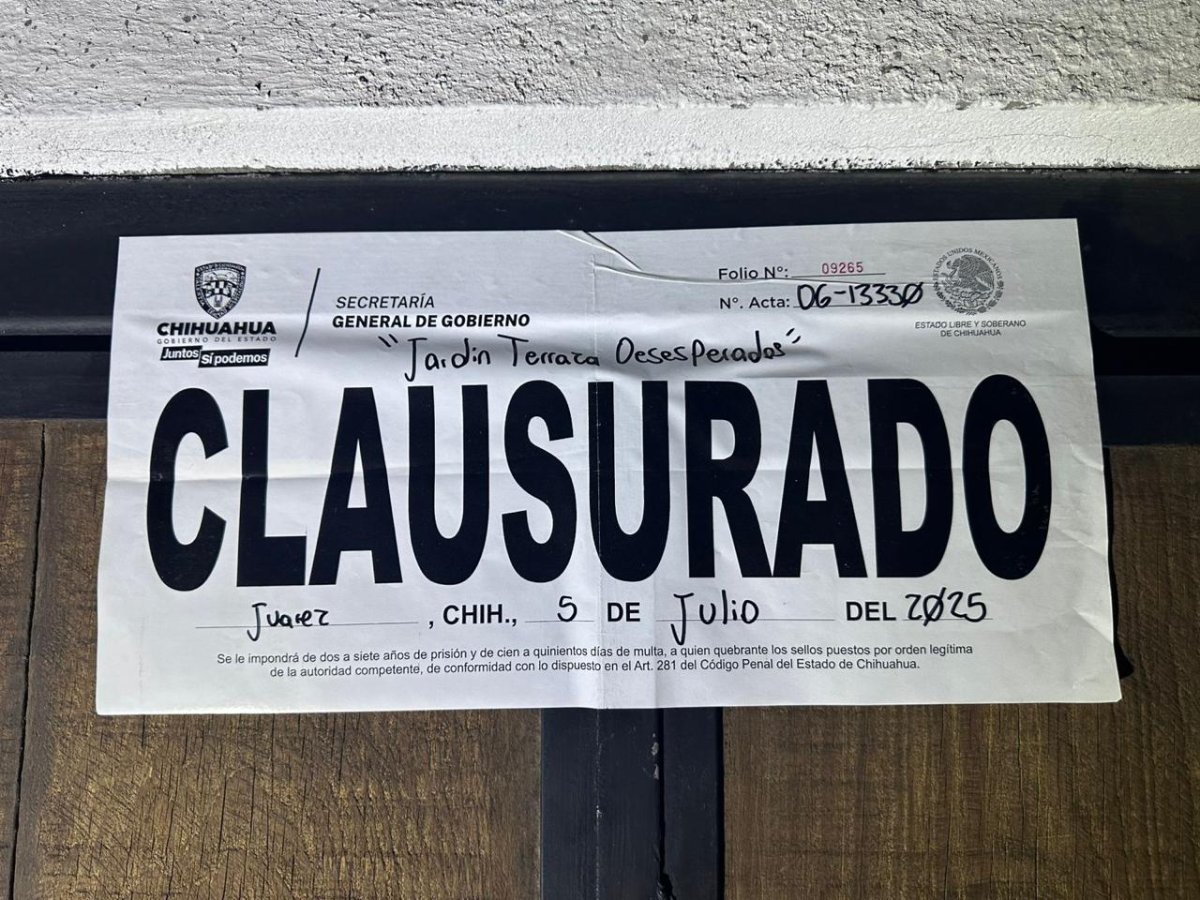 CHIHUAHUA
GOBIERNO DEL ESTADO
Juntos Sí podemos
SECRETARÍA
GENERAL DE GOBIERNO
Folio Nº: 09265
Nº. Acta: 06-13330
ESTADOS UNIDOS MEXICANOS
ESTADO LIBRE Y SOBERANO
DE CHIHUAHUA
"Jardin Terraza Desesperados"
CLAUSURADO
Juarez, CHIH., 5 DE Julio DEL 2025
Se le impondrá de dos a siete años de prisión y de cien a quinientos días de multa, a quien quebrante los sellos puestos por orden legítima
de la autoridad competente, de conformidad con lo dispuesto en el Art. 281 del Código Penal del Estado de Chihuahua.